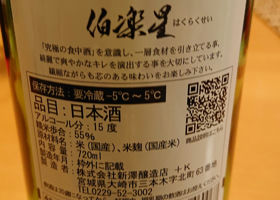 伯楽星 はくらくせい
「究極の食中酒」を意識し、一層食材を引き立てる事、
綺麗で爽やかなキレを演出する事を大切にしています。
繊細ながらも芯のある味わいをお楽しみ下さい。
保存方法:要冷蔵 -5℃~5℃
品目:日本酒
アルコール分:15度
杜氏歩合:5596
原材料:米(国産)、米麹(国産米)
内容量:720ml
製造年月:枠外に記載
製造者:株式会社新澤醸造店 +K
宮城県大崎市三本木字北町63番地
TEL:0229-52-3002